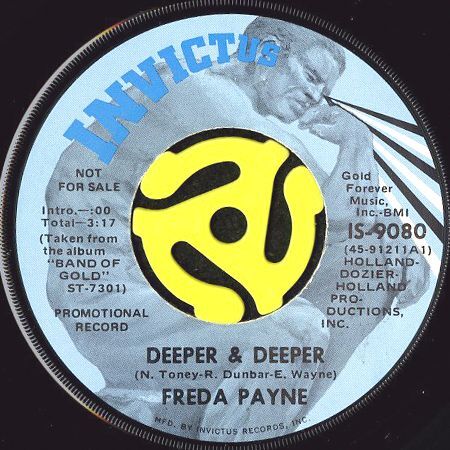 INVICTUS
NOT
FOR SALE
Intro.—:00
Total—3:17
(Taken from
the album
"BAND OF
GOLD"
ST-7301)
PROMOTIONAL
RECORD
Gold
Forever
Music,
Inc.-BMI
IS-9080
(45-91211A1)
HOLLAND-
DOZIER-
HOLLAND
PRO-
DUCTIONS,
INC.
DEEPER & DEEPER
(N. Toney-R. Dunbar-E. Wayne)
FREDA PAYNE
MFD. BY INVICTUS RECORDS, INC.